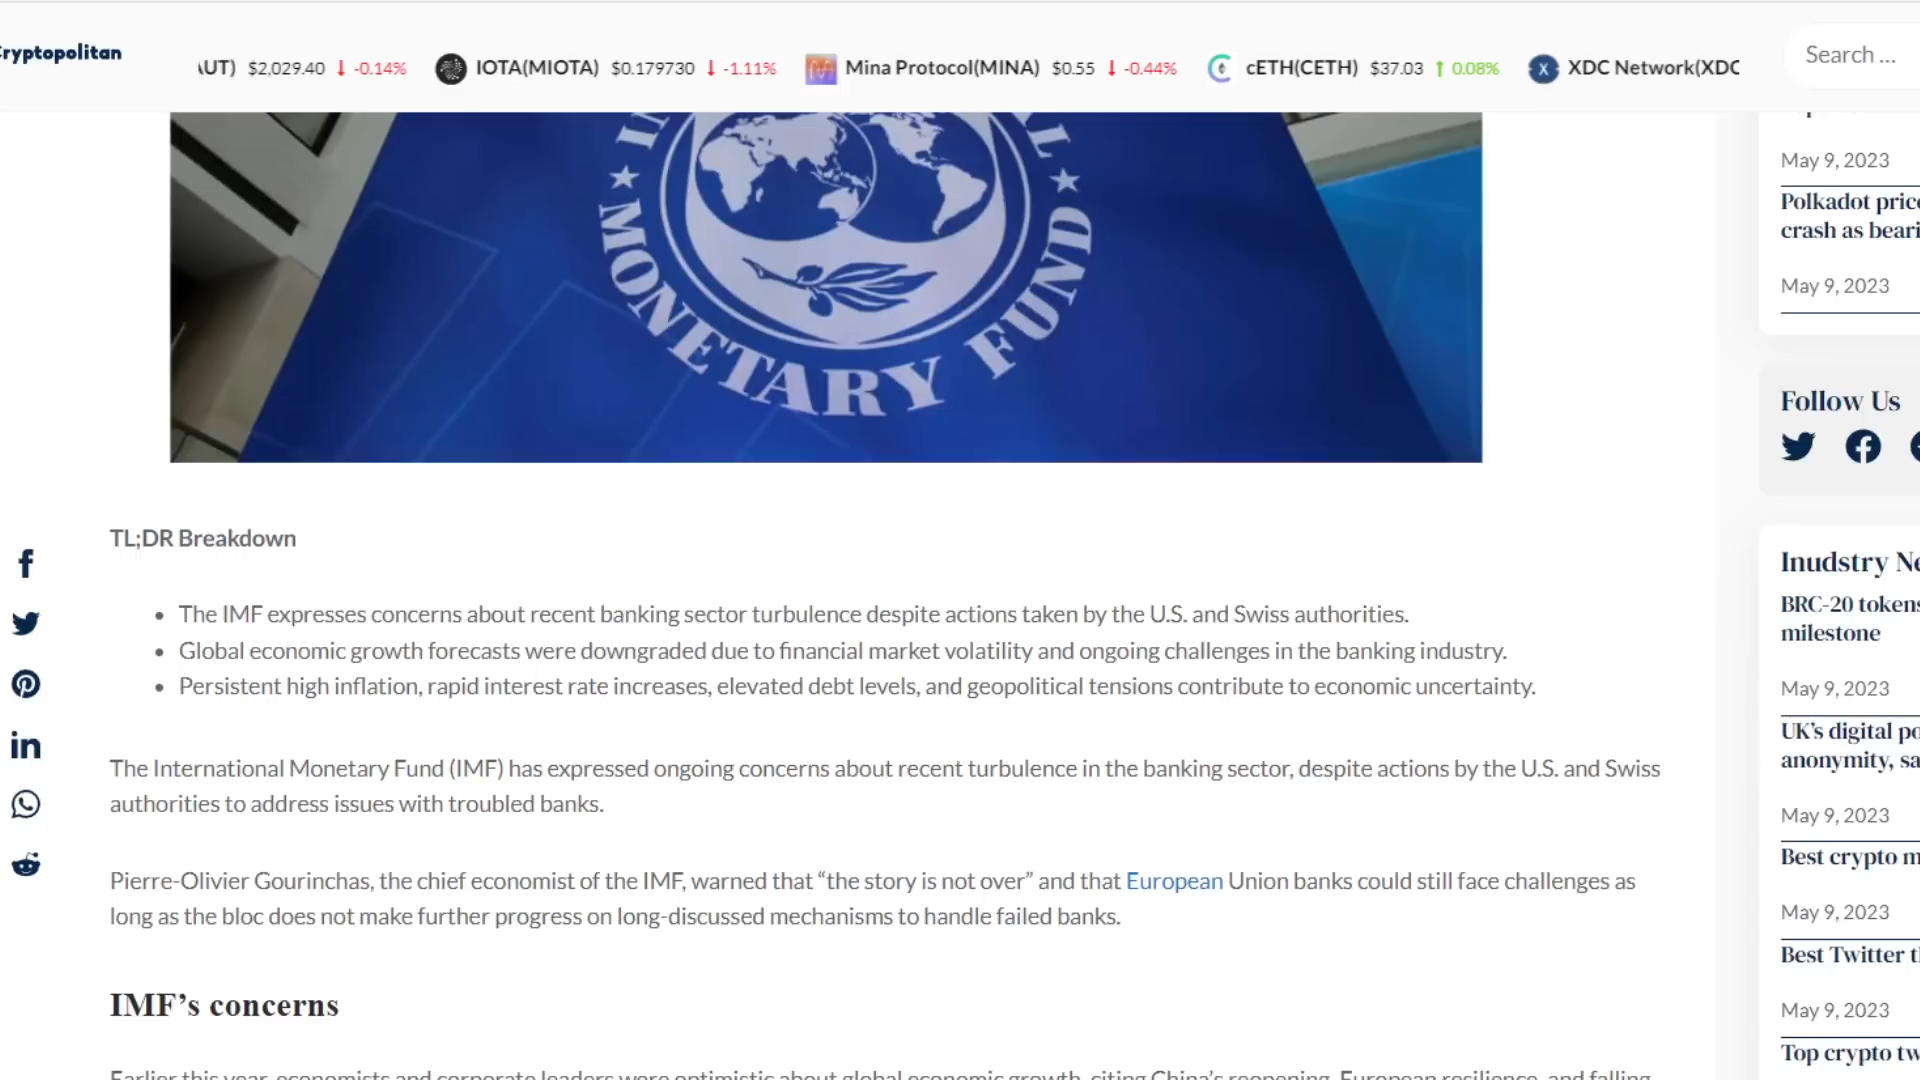 Cryptopolitan
$2,029.40 -0.14% IOTA(MIOTA) $0.179730 -1.11% Mina Protocol(MINA) $0.55 -0.44% cETH(CETH) $37.03 0.08% XDC Network(XDC
Search ...
MONETARY FUND
May 9, 2023
Polkadot price
crash as beari
May 9, 2023
Follow Us
TL;DR Breakdown
• The IMF expresses concerns about recent banking sector turbulence despite actions taken by the U.S. and Swiss authorities.
• Global economic growth forecasts were downgraded due to financial market volatility and ongoing challenges in the banking industry.
• Persistent high inflation, rapid interest rate increases, elevated debt levels, and geopolitical tensions contribute to economic uncertainty.
The International Monetary Fund (IMF) has expressed ongoing concerns about recent turbulence in the banking sector, despite actions by the U.S. and Swiss
authorities to address issues with troubled banks.
Pierre-Olivier Gourinchas, the chief economist of the IMF, warned that “the story is not over” and that European Union banks could still face challenges as
long as the bloc does not make further progress on long-discussed mechanisms to handle failed banks.
IMF’s concerns
Earlier this year, economists and corporate leaders were optimistic about global economic growth, citing China’s reopening, European resilience, and falling
Inudstry Ne
BRC-20 tokens
milestone
May 9, 2023
UK’s digital po
anonymity, sa
May 9, 2023
Best crypto m
May 9, 2023
Best Twitter t
May 9, 2023
Top crypto tw